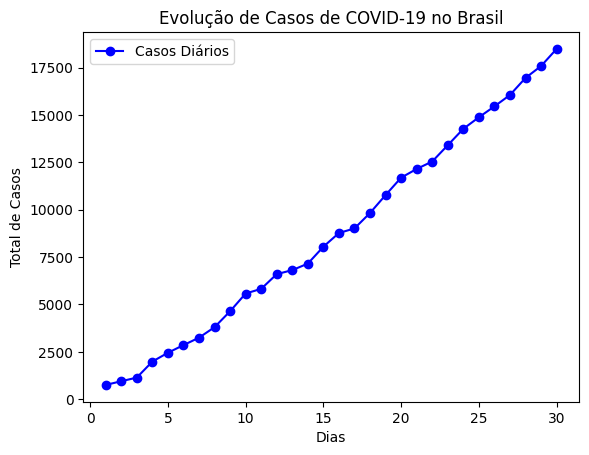 Evolução de Casos de COVID-19 no Brasil
Casos Diários
Total de Casos
17500
15000
12500
10000
7500
5000
2500
0
0 5 10 15 20 25 30
Dias